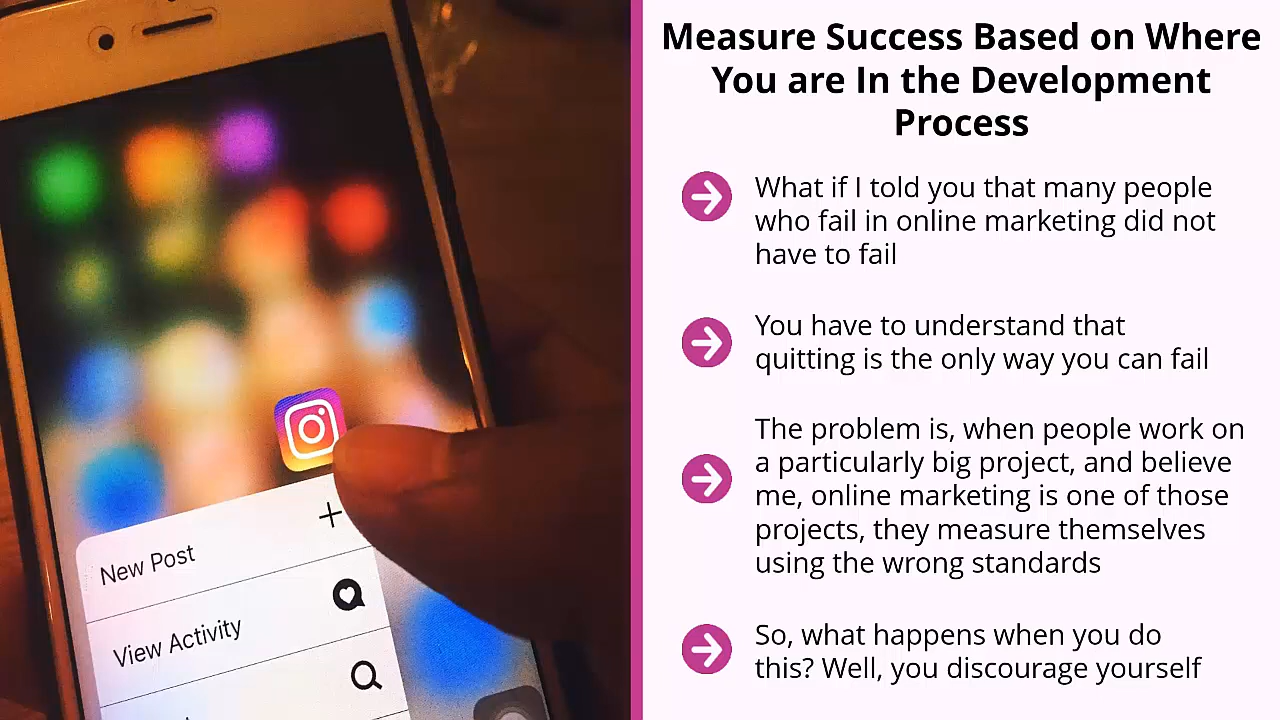 Measure Success Based on Where
You are In the Development
Process
What if I told you that many people
who fail in online marketing did not
have to fail
You have to understand that
quitting is the only way you can fail
The problem is, when people work on
a particularly big project, and believe
me, online marketing is one of those
projects, they measure themselves
using the wrong standards
So, what happens when you do
this? Well, you discourage yourself
New Post
View Activity